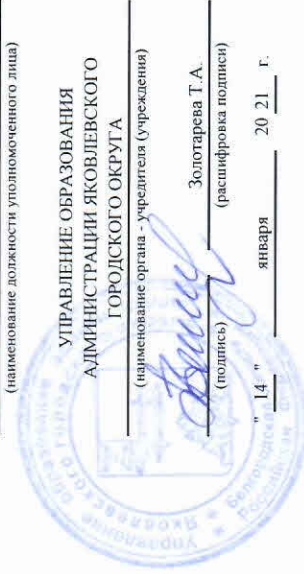 (наименование должности уполномоченного лица)
УПРАВЛЕНИЕ ОБРАЗОВАНИЯ
АДМИНИСТРАЦИИ ЯКОВЛЕВСКОГО
ГОРОДСКОГО ОКРУГА
(наименование органа - учредителя (учреждения)
Золотарева Т.А.
(подпись) (расшифровка подписи)
" 14 " января 20 21 г.